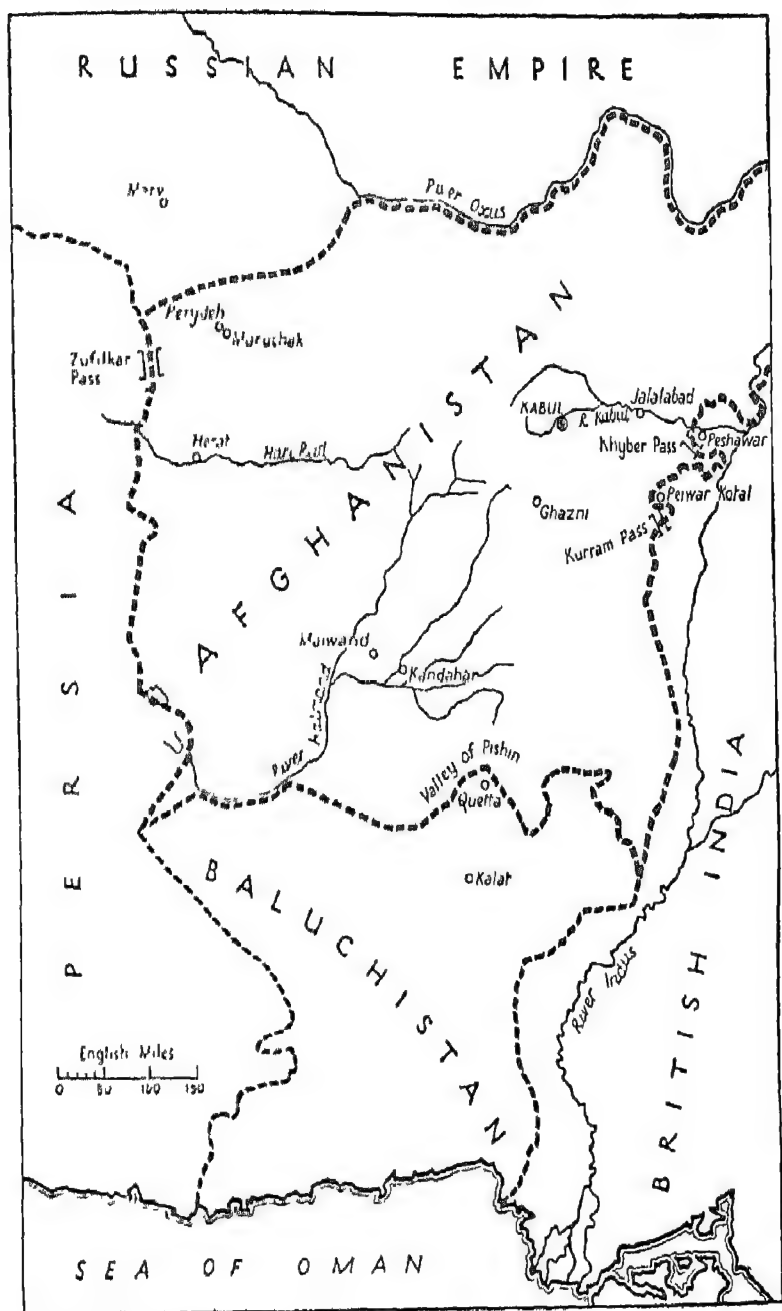 RUSSIAN EMPIRE
Merv
River Oxus
Penjdeh
Maruchak
Zulfikar
Pass
AFGHANISTAN
Jalalabad
KABUL
R. Kabul
Khyber Pass
Peshawar
Herat
Hari Rud
Peiwar Kotal
Ghazni
Kurram Pass
PERSIA
Maiwand
Kandahar
River Helmand
Valley of Pishin
Quetta
Kalat
BALUCHISTAN
BRITISH INDIA
River Indus
English Miles
0 50 100 150
SEA OF OMAN